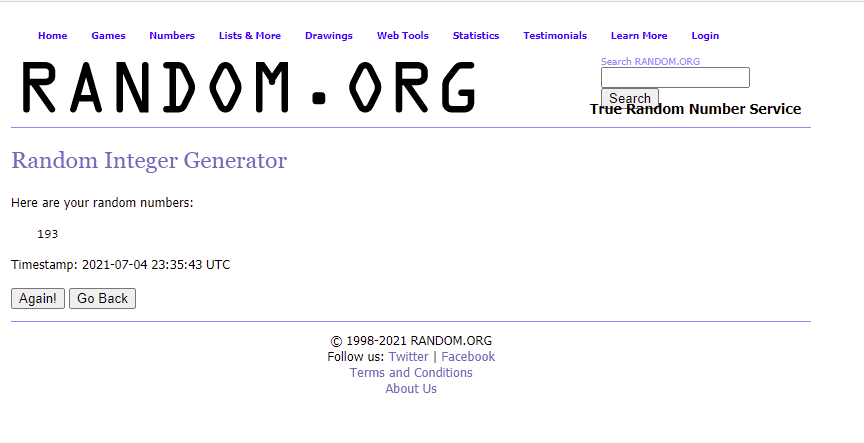 Home Games Numbers Lists & More Drawings Web Tools Statistics Testimonials Learn More Login
RANDOM.ORG
Search RANDOM.ORG
Search
True Random Number Service
Random Integer Generator
Here are your random numbers:
193
Timestamp: 2021-07-04 23:35:43 UTC
Again! Go Back
© 1998-2021 RANDOM.ORG
Follow us: Twitter | Facebook
Terms and Conditions
About Us